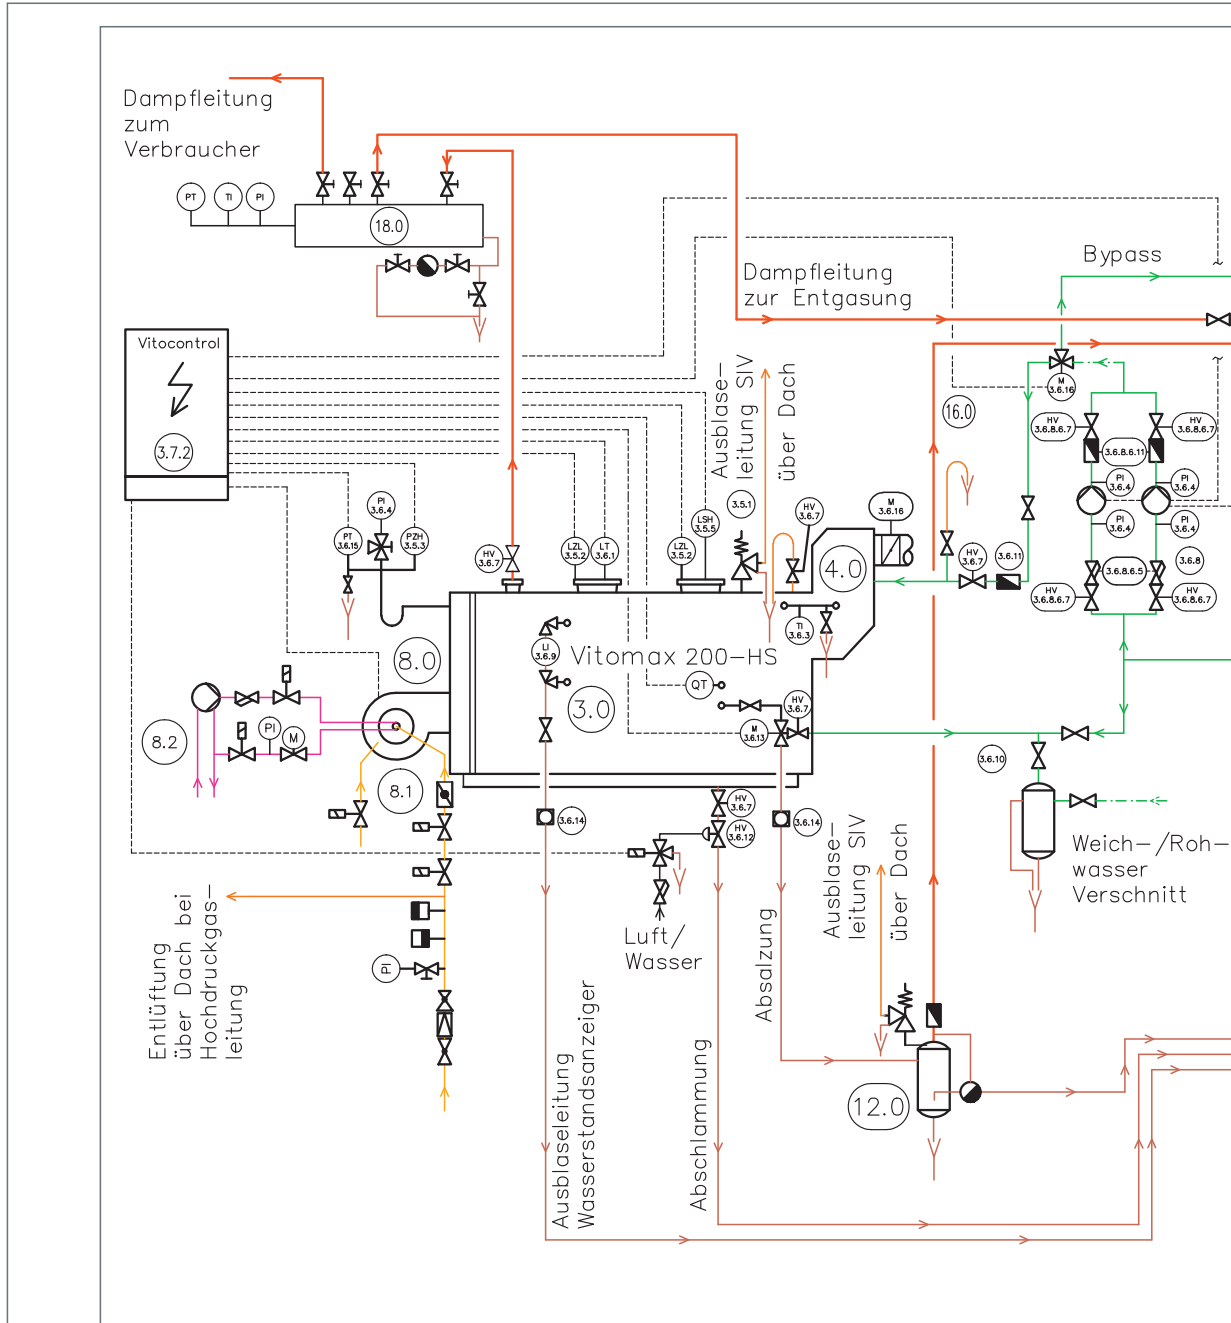 Dampfleitung
zum
Verbraucher
PT
TI
PI
18.0
Bypass
Dampfleitung
zur Entgasung
Vitocontrol
3.7.2
Ausblase-
leitung SIV
über Dach
16.0
M
3.6.16
HV
3.6.8.6.7
HV
3.6.8.6.7
3.6.8.6.11
PI
3.6.4
PI
3.6.4
PI
3.6.4
PI
3.6.4
3.6.8
3.6.8.6.5
HV
3.6.8.6.7
HV
3.6.8.6.7
PI
3.6.4
PT
3.6.15
PZH
3.5.3
HV
3.6.7
LZL
3.5.2
LT
3.6.1
LZL
3.5.2
LSH
3.5.5
3.5.1
HV
3.6.7
M
3.6.16
4.0
HV
3.6.7
3.6.11
TI
3.6.3
8.0
LI
3.6.9
Vitomax 200-HS
QT
3.0
HV
3.6.7
M
3.6.13
8.2
PI
M
8.1
3.6.10
3.6.14
HV
3.6.7
HV
3.6.12
3.6.14
Weich-/Roh-
wasser
Verschnitt
Luft/
Wasser
Ausblase-
leitung SIV
über Dach
Absalzung
Entlüftung
über Dach bei
Hochdruckgas-
leitung
PI
Ausblaseleitung
Wasserstandsanzeiger
Abschlammung
12.0